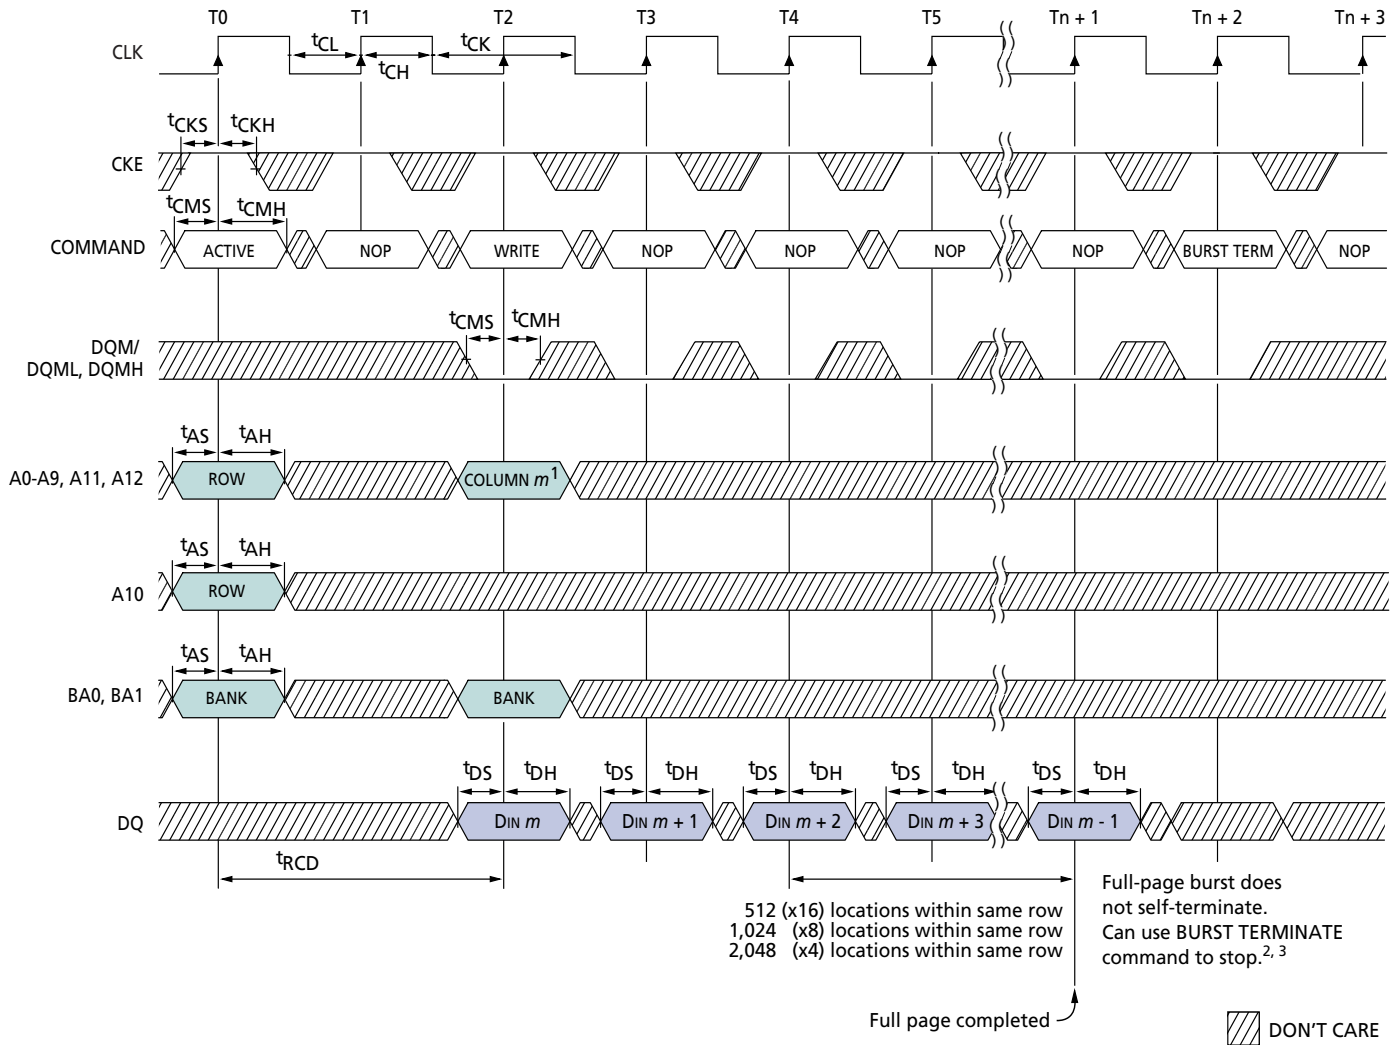 T0 T1 T2 T3 T4 T5 Tn + 1 Tn + 2 Tn + 3
CLK
tCL tCK
tCH
tCKS tCKH
CKE
tCMS tCMH
COMMAND ACTIVE NOP WRITE NOP NOP NOP NOP BURST TERM NOP
tCMS tCMH
DQM/
DQML, DQMH
tAS tAH
A0-A9, A11, A12 ROW COLUMN m1
tAS tAH
A10 ROW
tAS tAH
BA0, BA1 BANK BANK
tDS tDH tDS tDH tDS tDH tDS tDH tDS tDH
DQ DIN m DIN m + 1 DIN m + 2 DIN m + 3 DIN m - 1
tRCD
512 (x16) locations within same row
1,024 (x8) locations within same row
2,048 (x4) locations within same row
Full-page burst does
not self-terminate.
Can use BURST TERMINATE
command to stop.2, 3
Full page completed
DON'T CARE